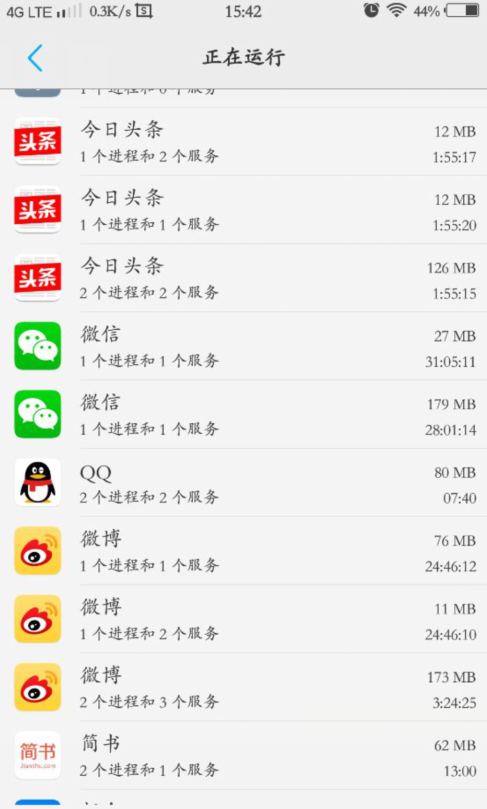 4G LTE 0.3K/s 15:42 44%
正在运行
今日头条 12 MB
1 个进程和 2 个服务 1:55:17
今日头条 12 MB
1 个进程和 1 个服务 1:55:20
今日头条 126 MB
2 个进程和 2 个服务 1:55:15
微信 27 MB
1 个进程和 1 个服务 31:05:11
微信 179 MB
1 个进程和 1 个服务 28:01:14
QQ 80 MB
2 个进程和 2 个服务 07:40
微博 76 MB
1 个进程和 1 个服务 24:46:12
微博 11 MB
1 个进程和 2 个服务 24:46:10
微博 173 MB
2 个进程和 3 个服务 3:24:25
简书 62 MB
2 个进程和 1 个服务 13:00
头条
头条
头条
简书
Jianshu.com